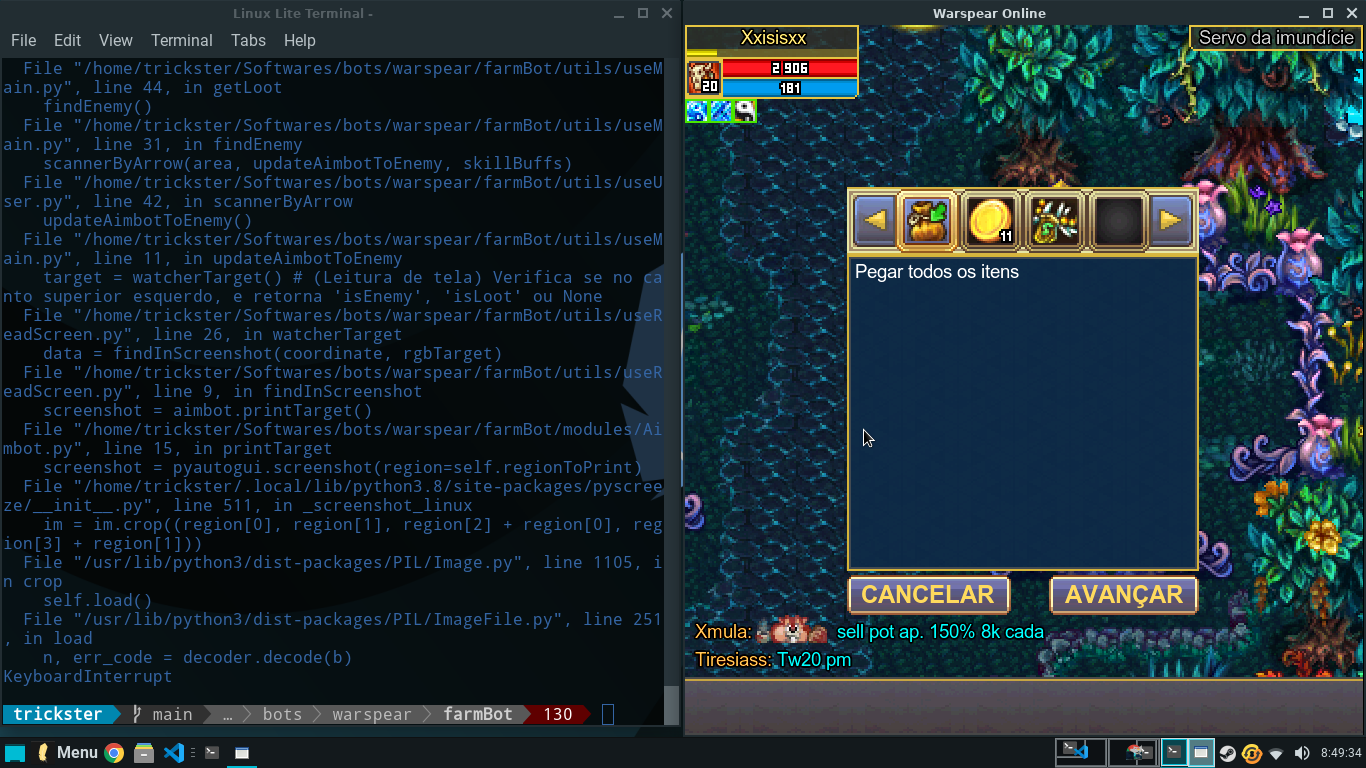 Linux Lite Terminal -
File Edit View Terminal Tabs Help
File "/home/trickster/Softwares/bots/warspear/farmBot/utils/useM
ain.py", line 44, in getLoot
findEnemy()
File "/home/trickster/Softwares/bots/warspear/farmBot/utils/useM
ain.py", line 31, in findEnemy
scannerByArrow(area, updateAimbotToEnemy, skillBuffs)
File "/home/trickster/Softwares/bots/warspear/farmBot/utils/useU
ser.py", line 42, in scannerByArrow
updateAimbotToEnemy()
File "/home/trickster/Softwares/bots/warspear/farmBot/utils/useM
ain.py", line 11, in updateAimbotToEnemy
target = watcherTarget() # (Leitura de tela) Verifica se no ca
nto superior esquerdo, e retorna 'isEnemy', 'isLoot' ou None
File "/home/trickster/Softwares/bots/warspear/farmBot/utils/useR
eadScreen.py", line 26, in watcherTarget
data = findInScreenshot(coordinate, rgbTarget)
File "/home/trickster/Softwares/bots/warspear/farmBot/utils/useR
eadScreen.py", line 9, in findInScreenshot
screenshot = aimbot.printTarget()
File "/home/trickster/Softwares/bots/warspear/farmBot/modules/Ai
mbot.py", line 15, in printTarget
screenshot = pyautogui.screenshot(region=self.regionToPrint)
File "/home/trickster/.local/lib/python3.8/site-packages/pyscree
ze/__init__.py", line 511, in _screenshot_linux
im = im.crop((region[0], region[1], region[2] + region[0], reg
ion[3] + region[1]))
File "/usr/lib/python3/dist-packages/PIL/Image.py", line 1105, i
n crop
self.load()
File "/usr/lib/python3/dist-packages/PIL/ImageFile.py", line 251
, in load
n, err_code = decoder.decode(b)
KeyboardInterrupt
trickster main … bots warspear farmBot 130
Warspear Online
Xxisisxx
Servo da imundície
2 906
20
181
11
Pegar todos os itens
CANCELAR AVANÇAR
Xmula: sell pot ap. 150% 8k cada
Tiresiass: Tw20 pm
Menu
8:49:34